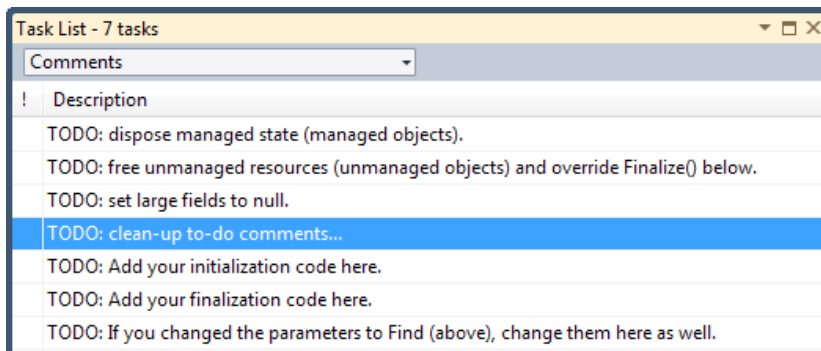 Task List - 7 tasks
Comments
! Description
TODO: dispose managed state (managed objects).
TODO: free unmanaged resources (unmanaged objects) and override Finalize() below.
TODO: set large fields to null.
TODO: clean-up to-do comments...
TODO: Add your initialization code here.
TODO: Add your finalization code here.
TODO: If you changed the parameters to Find (above), change them here as well.